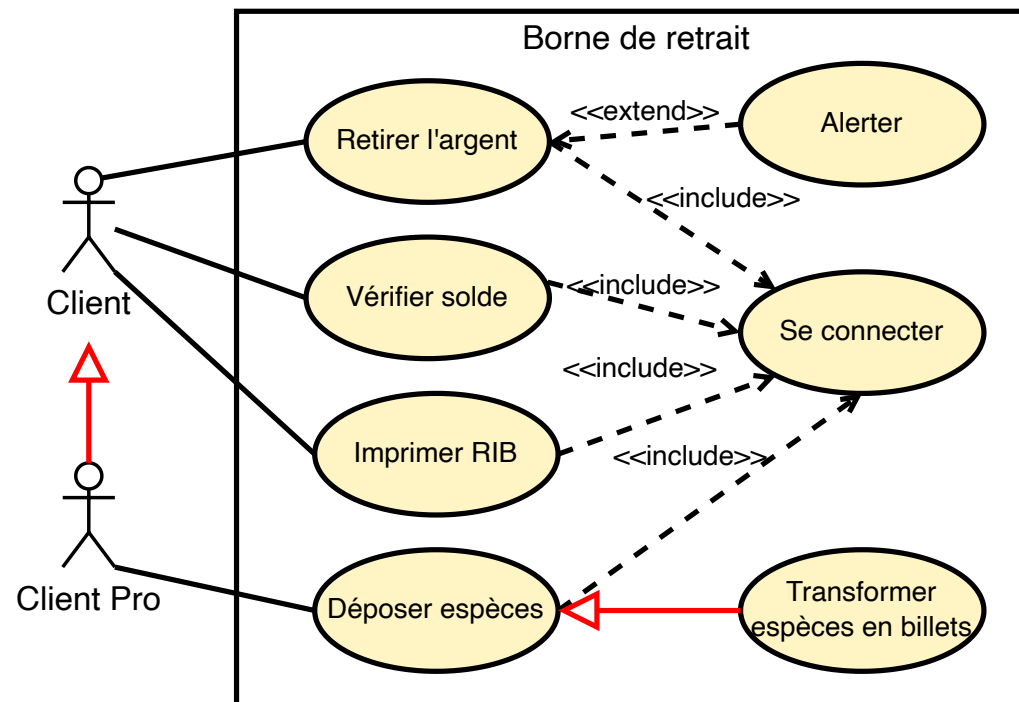 Borne de retrait
Retirer l'argent
<<extend>>
Alerter
<<include>>
Client
Vérifier solde
<<include>>
Se connecter
<<include>>
Imprimer RIB
<<include>>
Client Pro
Déposer espèces
Transformer
espèces en billets